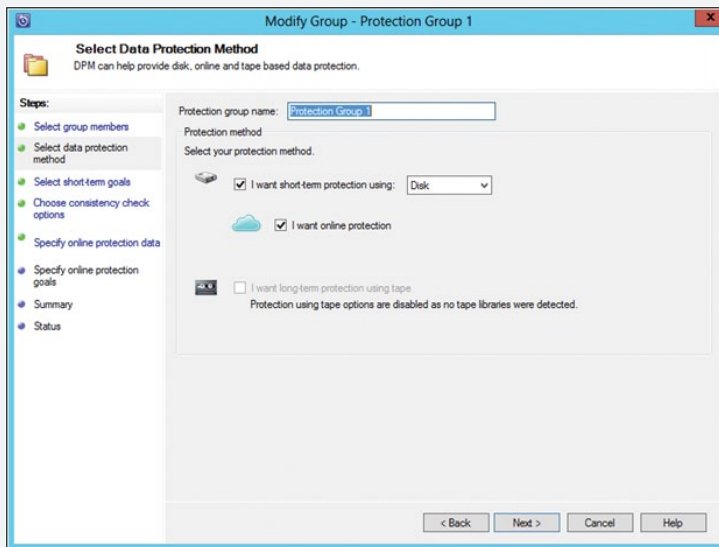 Modify Group - Protection Group 1
x
Select Data Protection Method
DPM can help provide disk, online and tape based data protection.
Steps:
Select group members
Select data protection
method
Select short-term goals
Choose consistency check
options
Specify online protection data
Specify online protection
goals
Summary
Status
Protection group name: Protection Group 1
Protection method
Select your protection method.
I want short-term protection using: Disk
I want online protection
I want long-term protection using tape
Protection using tape options are disabled as no tape libraries were detected.
< Back Next > Cancel Help